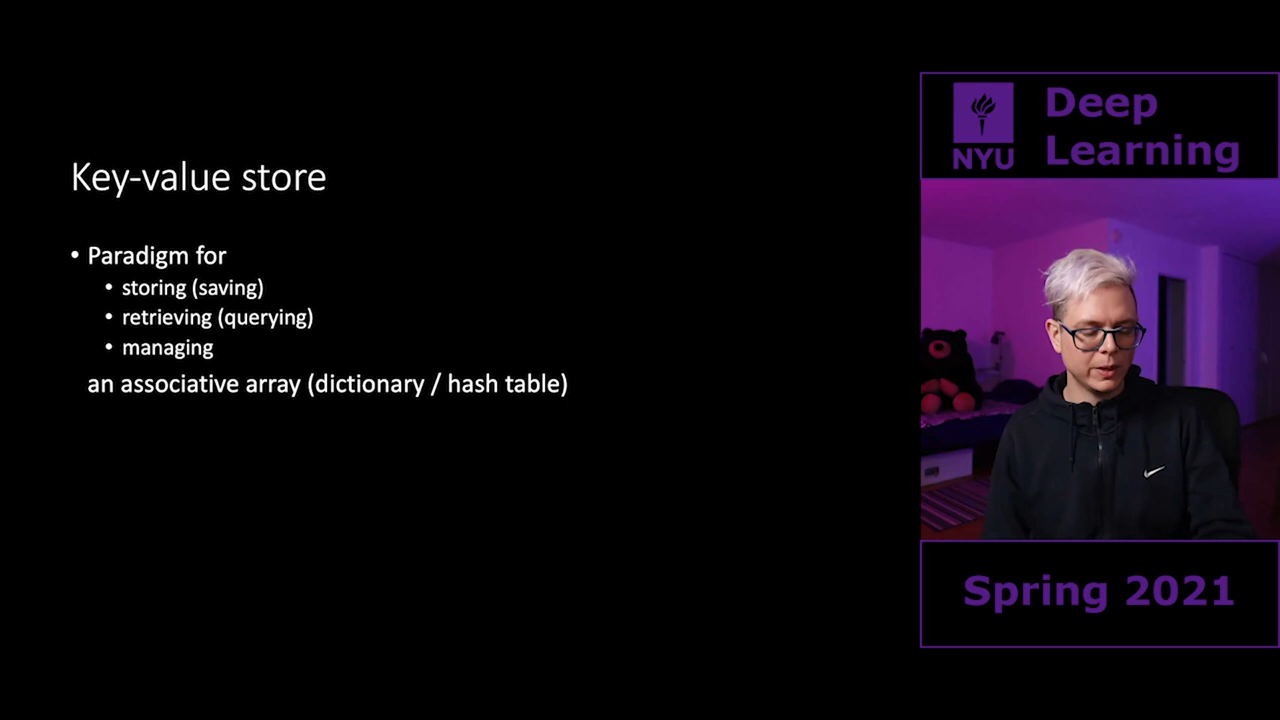 Key-value store
• Paradigm for
• storing (saving)
• retrieving (querying)
• managing
an associative array (dictionary / hash table)
NYU
Deep
Learning
Spring 2021